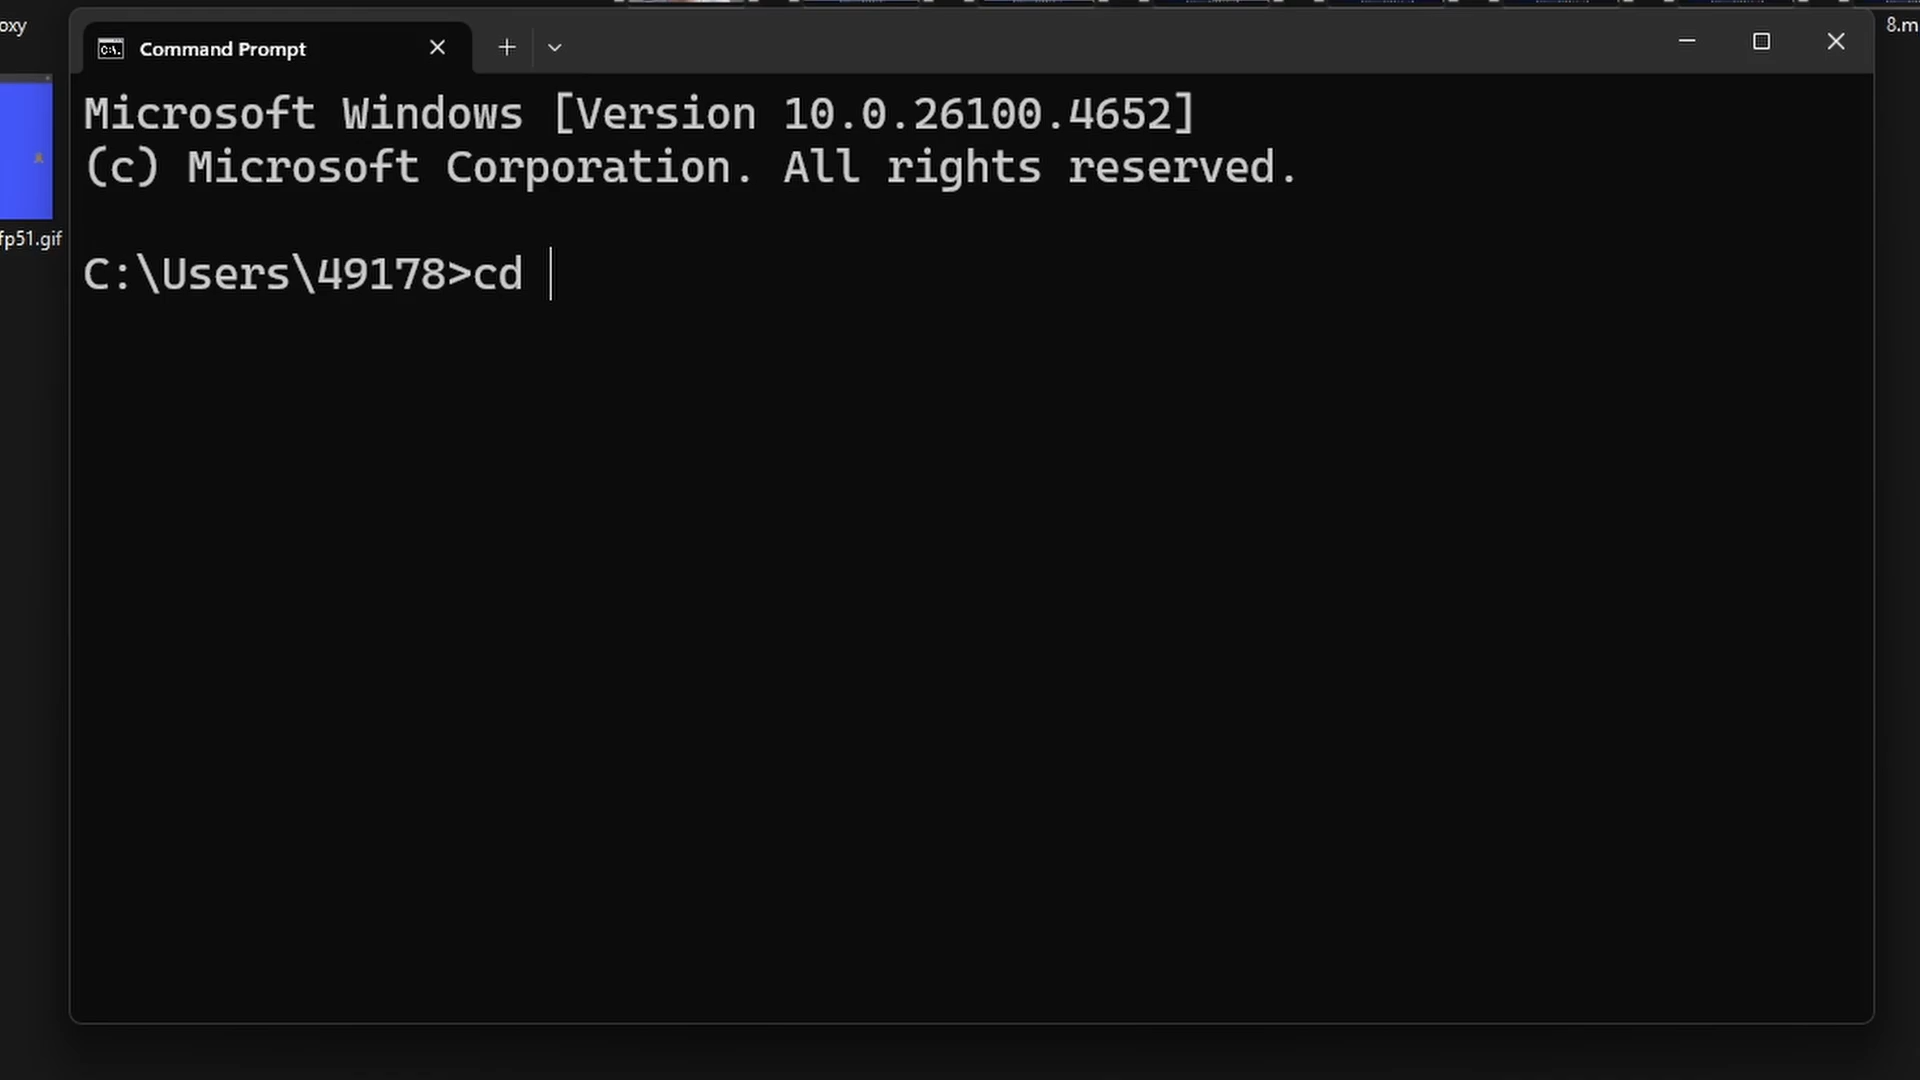 oxy
8.m
Command Prompt
Microsoft Windows [Version 10.0.26100.4652]
(c) Microsoft Corporation. All rights reserved.
fp51.gif
C:\Users\49178>cd